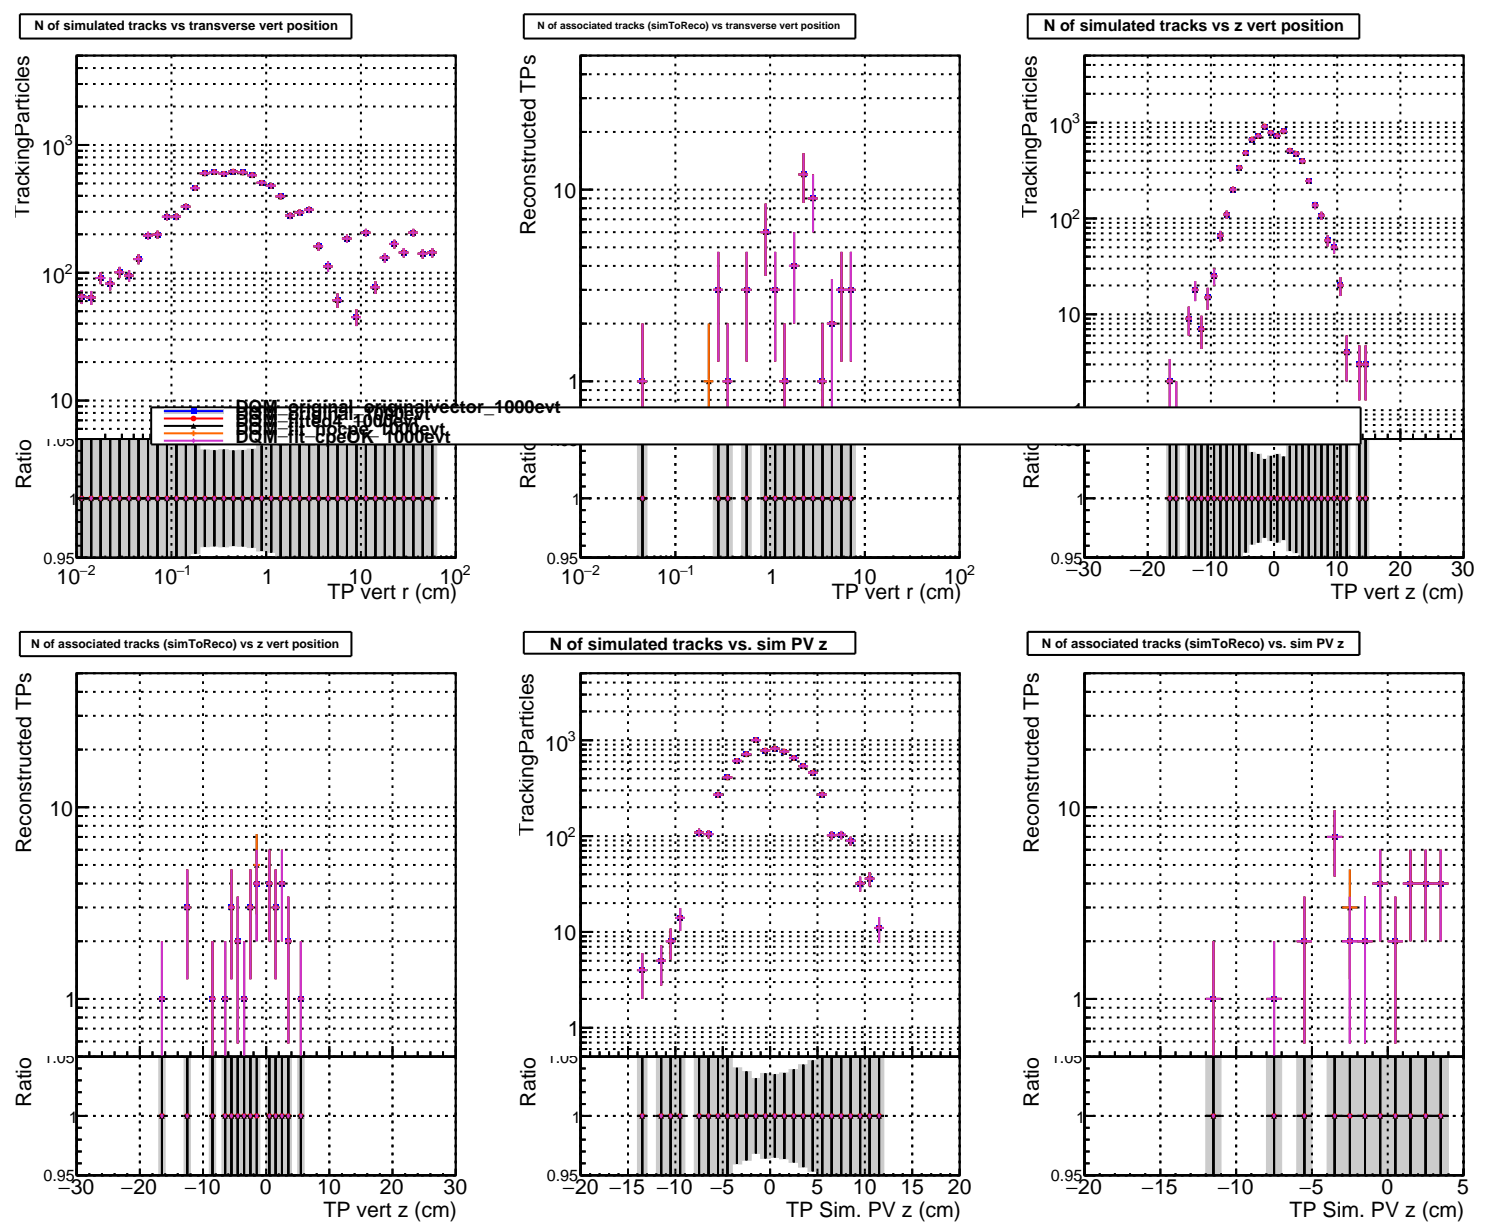 N of simulated tracks vs transverse vert position
TrackingParticles
10³
10²
10
Ratio
1
0.95
10⁻² 10⁻¹ 1 10 10²
TP vert r (cm)
N of associated tracks (simToReco) vs transverse vert position
Reconstructed TPs
10
1
Ratio
1
0.95
10⁻² 10⁻¹ 1 10 10²
TP vert r (cm)
N of simulated tracks vs z vert position
TrackingParticles
10³
10²
10
1
Ratio
1
0.95
−30 −20 −10 0 10 20 30
TP vert z (cm)
DQM_original_originalvector_1000evt
DQM_fit_cpeOK_1000evt
N of associated tracks (simToReco) vs z vert position
Reconstructed TPs
10
1
1.05
Ratio
1
0.95
−30 −20 −10 0 10 20 30
TP vert z (cm)
N of simulated tracks vs. sim PV z
TrackingParticles
10³
10²
10
1
1.05
Ratio
1
0.95
−20 −15 −10 −5 0 5 10 15 20
TP Sim. PV z (cm)
N of associated tracks (simToReco) vs. sim PV z
Reconstructed TPs
10
1
1.05
Ratio
1
0.95
−20 −15 −10 −5 0 5
TP Sim. PV z (cm)